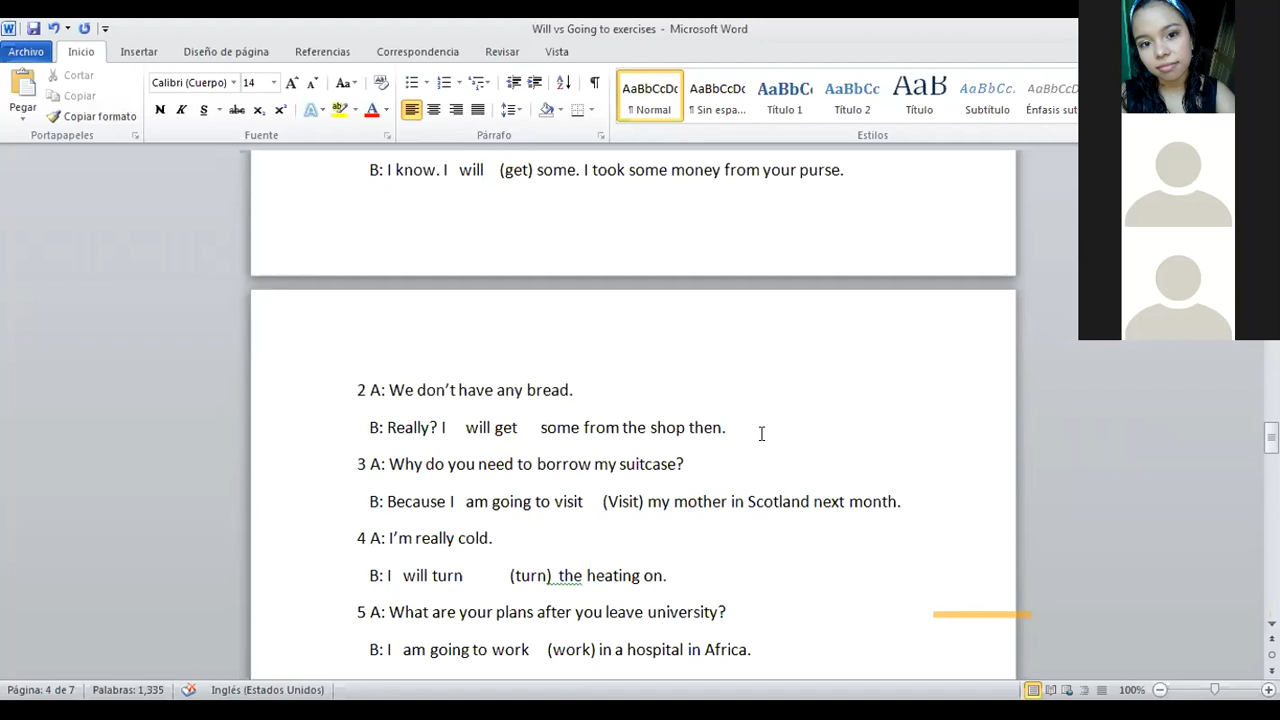 Will vs Going to exercises - Microsoft Word
Archivo Inicio Insertar Diseño de página Referencias Correspondencia Revisar Vista
Pegar
Cortar
Copiar
Copiar formato
Portapapeles
Calibri (Cuerpo) 14
Fuente
Párrafo
AaBbCcDc AaBbCcDc AaBbC AaBbCc AaB AaBbCc. AaBbCcDc
¶ Normal ¶ Sin espa... Título 1 Título 2 Título Subtítulo Énfasis sut
Estilos
B: I know. I will (get) some. I took some money from your purse.
2 A: We don't have any bread.
B: Really? I will get some from the shop then.
3 A: Why do you need to borrow my suitcase?
B: Because I am going to visit (Visit) my mother in Scotland next month.
4 A: I'm really cold.
B: I will turn (turn) the heating on.
5 A: What are your plans after you leave university?
B: I am going to work (work) in a hospital in Africa.
Página: 4 de 7 Palabras: 1,335 Inglés (Estados Unidos) 100%